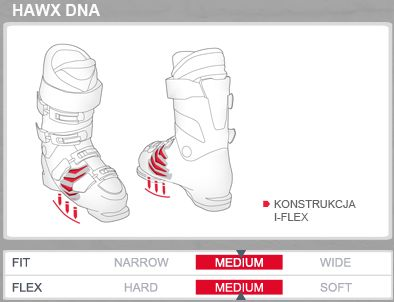 HAWX DNA
KONSTRUKCJA
I-FLEX
FIT NARROW MEDIUM WIDE
FLEX HARD MEDIUM SOFT